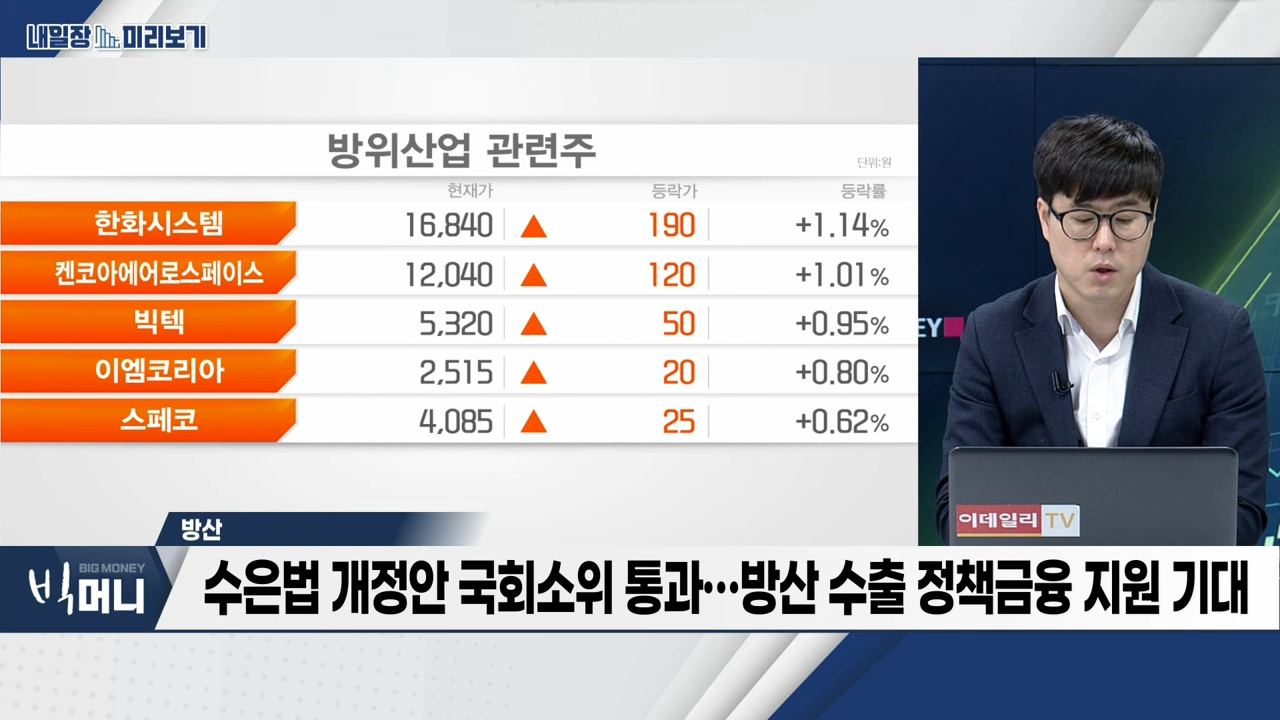 내일장 미리보기
방위산업 관련주
단위:원
현재가 등락가 등락률
한화시스템 16,840 ▲ 190 +1.14%
켄코아에어로스페이스 12,040 ▲ 120 +1.01%
빅텍 5,320 ▲ 50 +0.95%
이엠코리아 2,515 ▲ 20 +0.80%
스페코 4,085 ▲ 25 +0.62%
EY
이데일리 TV
방산
BIG MONEY
빅머니
수은법 개정안 국회소위 통과…방산 수출 정책금융 지원 기대